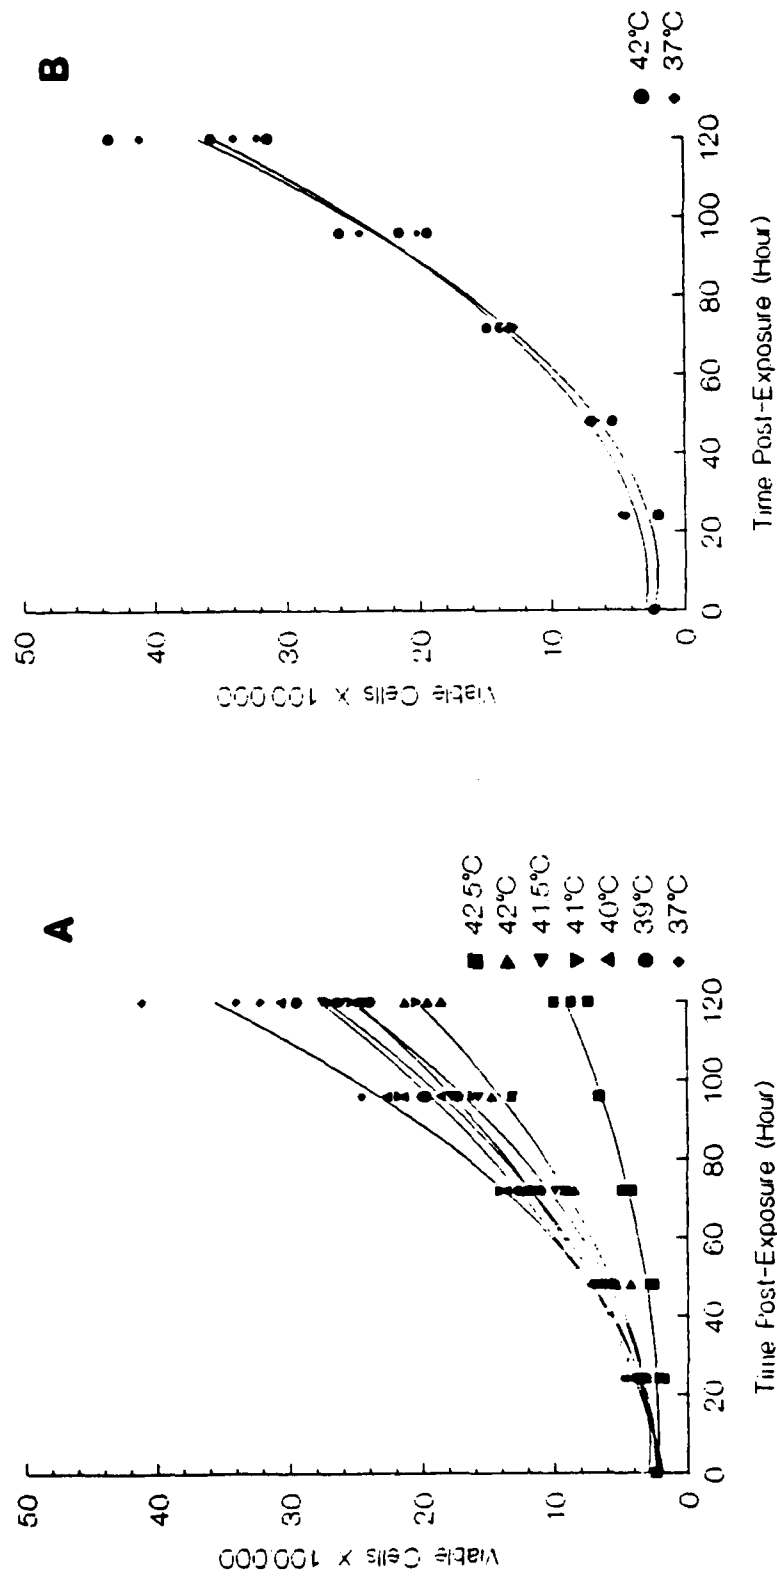 A
50
40
30
20
10
0
Viable Cells X 100.000
0 20 40 60 80 100 120
Time Post-Exposure (Hour)
42.5°C
42°C
41.5°C
41°C
40°C
39°C
37°C
B
50
40
30
20
10
0
Viable Cells X 100.000
0 20 40 60 80 100 120
Time Post-Exposure (Hour)
42°C
37°C